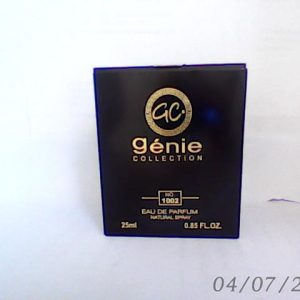 GC
génie
COLLECTION
NO
1002
EAU DE PARFUM
NATURAL SPRAY
25ml 0.85 FL.OZ.
04/07/2